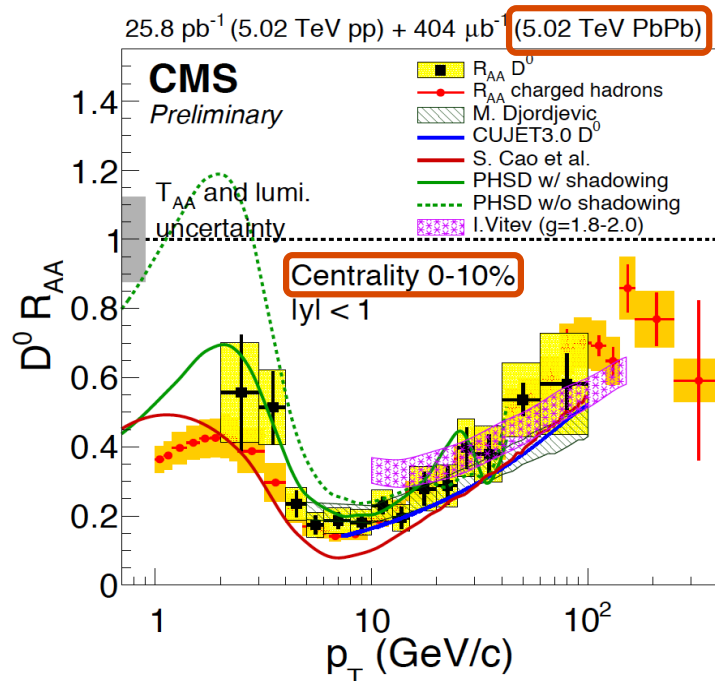 25.8 pb⁻¹ (5.02 TeV pp) + 404 μb⁻¹ (5.02 TeV PbPb)
CMS
Preliminary
R_AA D⁰
R_AA charged hadrons
M. Djordjevic
CUJET3.0 D⁰
S. Cao et al.
PHSD w/ shadowing
PHSD w/o shadowing
I.Vitev (g=1.8-2.0)
T_AA and lumi.
uncertainty
Centrality 0-10%
|y| < 1
D⁰ R_AA
1.4
1.2
1
0.8
0.6
0.4
0.2
0
1
10
10²
p_T (GeV/c)